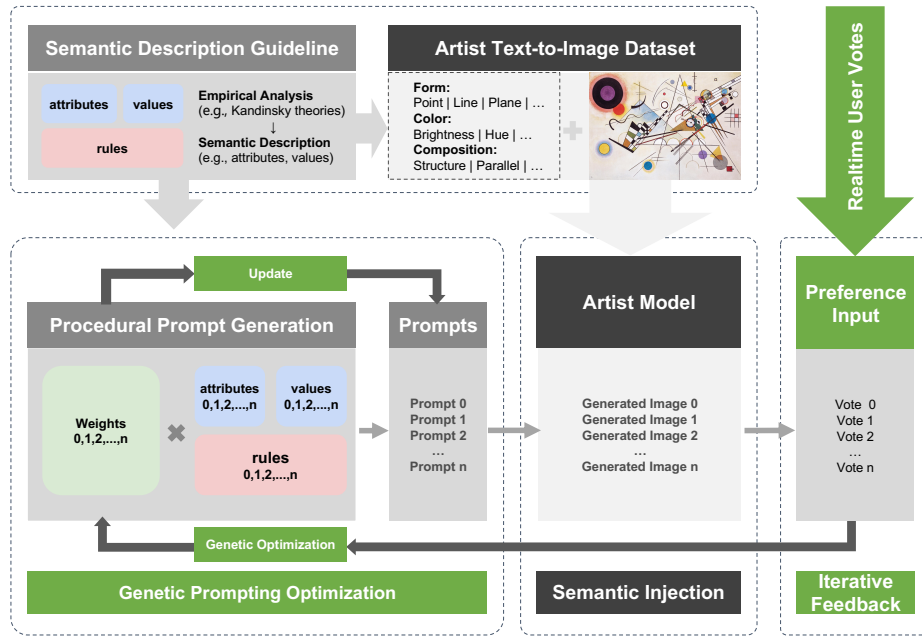 Semantic Description Guideline
attributes
values
rules
Empirical Analysis
(e.g., Kandinsky theories)
↓
Semantic Description
(e.g., attributes, values)
Artist Text-to-Image Dataset
Form:
Point | Line | Plane | …
Color:
Brightness | Hue | …
Composition:
Structure | Parallel | …
Realtime User Votes
Update
Procedural Prompt Generation
Weights
0,1,2,...,n
attributes
0,1,2,...,n
values
0,1,2,...,n
rules
0,1,2,...,n
Prompts
Prompt 0
Prompt 1
Prompt 2
…
Prompt n
Genetic Optimization
Genetic Prompting Optimization
Artist Model
Generated Image 0
Generated Image 1
Generated Image 2
…
Generated Image n
Semantic Injection
Preference
Input
Vote 0
Vote 1
Vote 2
…
Vote n
Iterative
Feedback